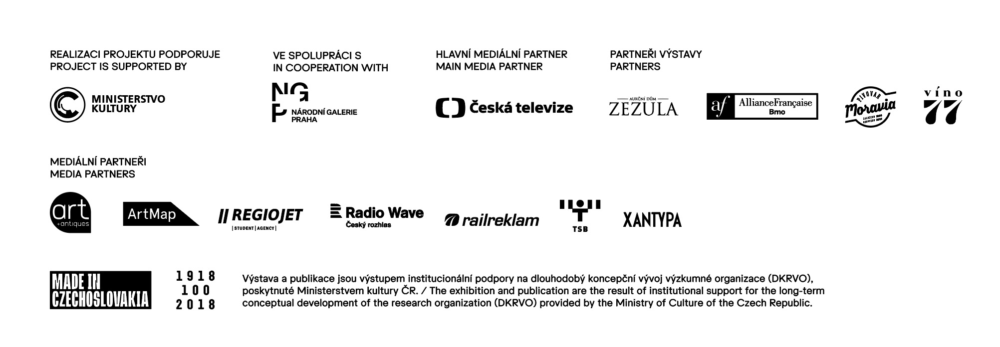 REALIZACI PROJEKTU PODPORUJE
PROJECT IS SUPPORTED BY
MINISTERSTVO
KULTURY
VE SPOLUPRÁCI S
IN COOPERATION WITH
NG
P NÁRODNÍ GALERIE
PRAHA
HLAVNÍ MEDIÁLNÍ PARTNER
MAIN MEDIA PARTNER
Česká televize
PARTNEŘI VÝSTAVY
PARTNERS
AUKČNÍ DŮM
ZEZULA
af AllianceFrançaise
Brno
PIVOVAR
Moravia
víno
77
MEDIÁLNÍ PARTNEŘI
MEDIA PARTNERS
art
+antiques
ArtMap
REGIOJET
| STUDENT | AGENCY |
Radio Wave
Český rozhlas
railreklam
TSB
XANTYPA
MADE IN
CZECHOSLOVAKIA
1918
100
2018
Výstava a publikace jsou výstupem institucionální podpory na dlouhodobý koncepční vývoj výzkumné organizace (DKRVO),
poskytnuté Ministerstvem kultury ČR. / The exhibition and publication are the result of institutional support for the long-term
conceptual development of the research organization (DKRVO) provided by the Ministry of Culture of the Czech Republic.